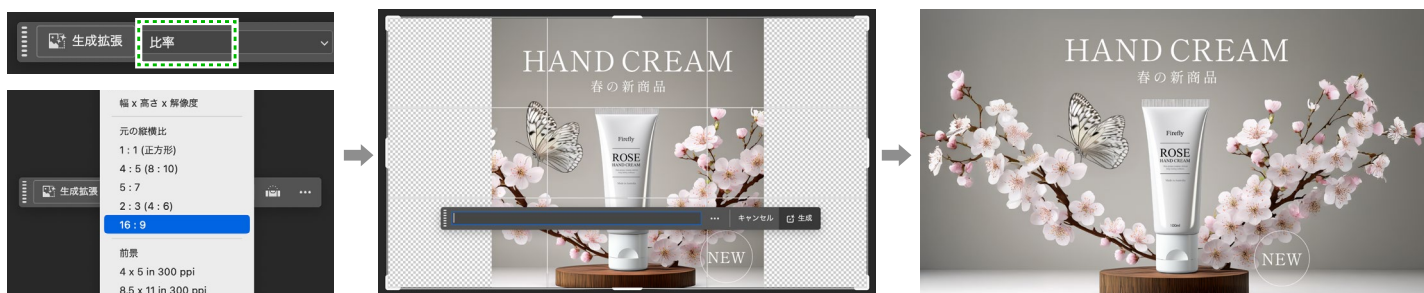 生成拡張
比率
幅 x 高さ x 解像度
元の縦横比
1 : 1 (正方形)
4 : 5 (8 : 10)
5 : 7
2 : 3 (4 : 6)
16 : 9
前景
4 x 5 in 300 ppi
8.5 x 11 in 300 ppi
生成拡張
HAND CREAM
春の新商品
Firefly
ROSE
HAND CREAM
キャンセル
生成
NEW
HAND CREAM
春の新商品
Firefly
ROSE
HAND CREAM
NEW